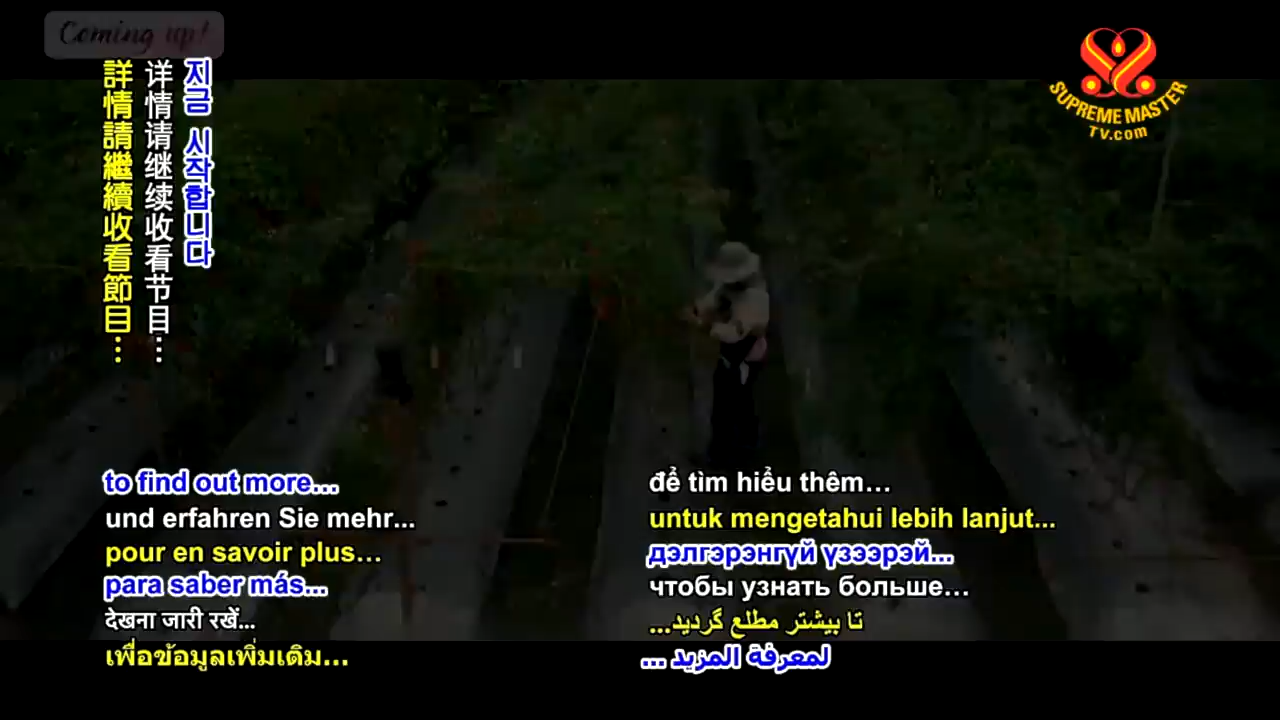 Coming up!
SUPREME MASTER
TV.com
지금 시작합니다
详情请继续收看节目…
詳情請繼續收看節目…
to find out more...
und erfahren Sie mehr...
pour en savoir plus…
para saber más...
देखना जारी रखें...
เพื่อข้อมูลเพิ่มเติม...
để tìm hiểu thêm…
untuk mengetahui lebih lanjut...
дэлгэрэнгүй үзээрэй...
чтобы узнать больше…
تا بیشتر مطلع گردید...
لمعرفة المزيد ...